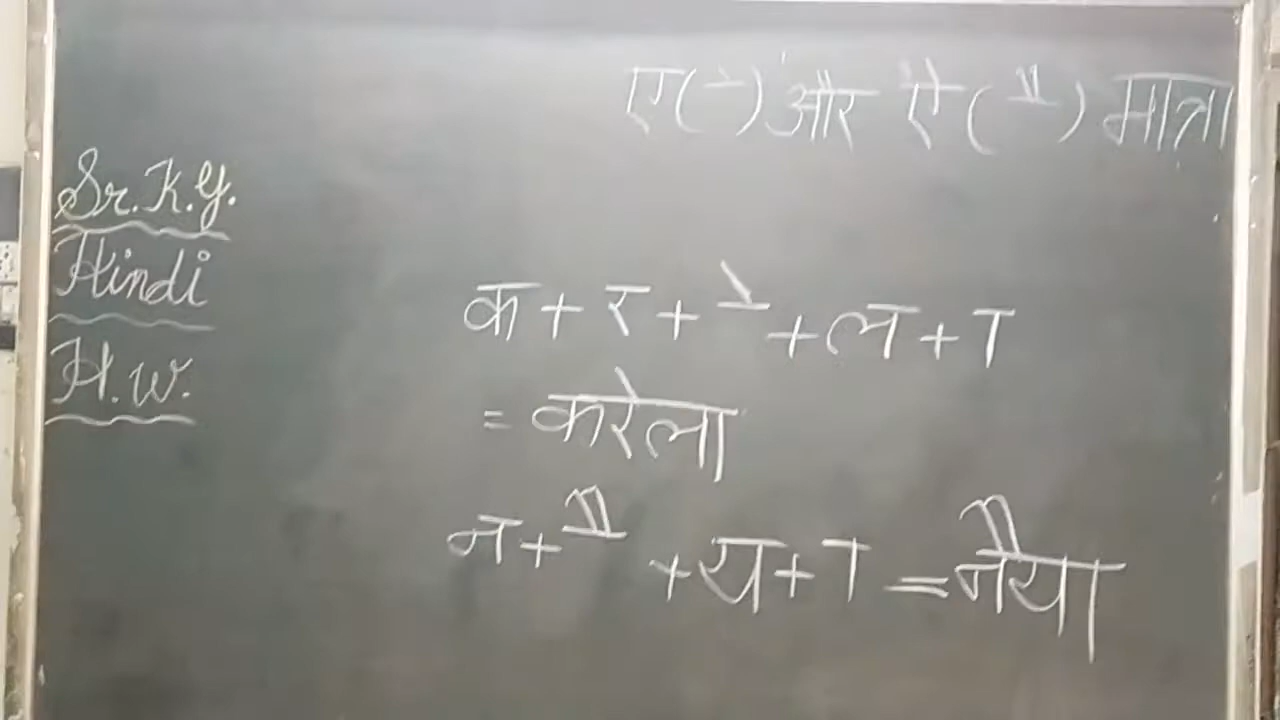 ए(े) और ऐ(ै) मात्रा
Sr.K.G.
Hindi
H.W.
क+र+े+ल+ा
=करेला
न+ै+य+ा=नैया